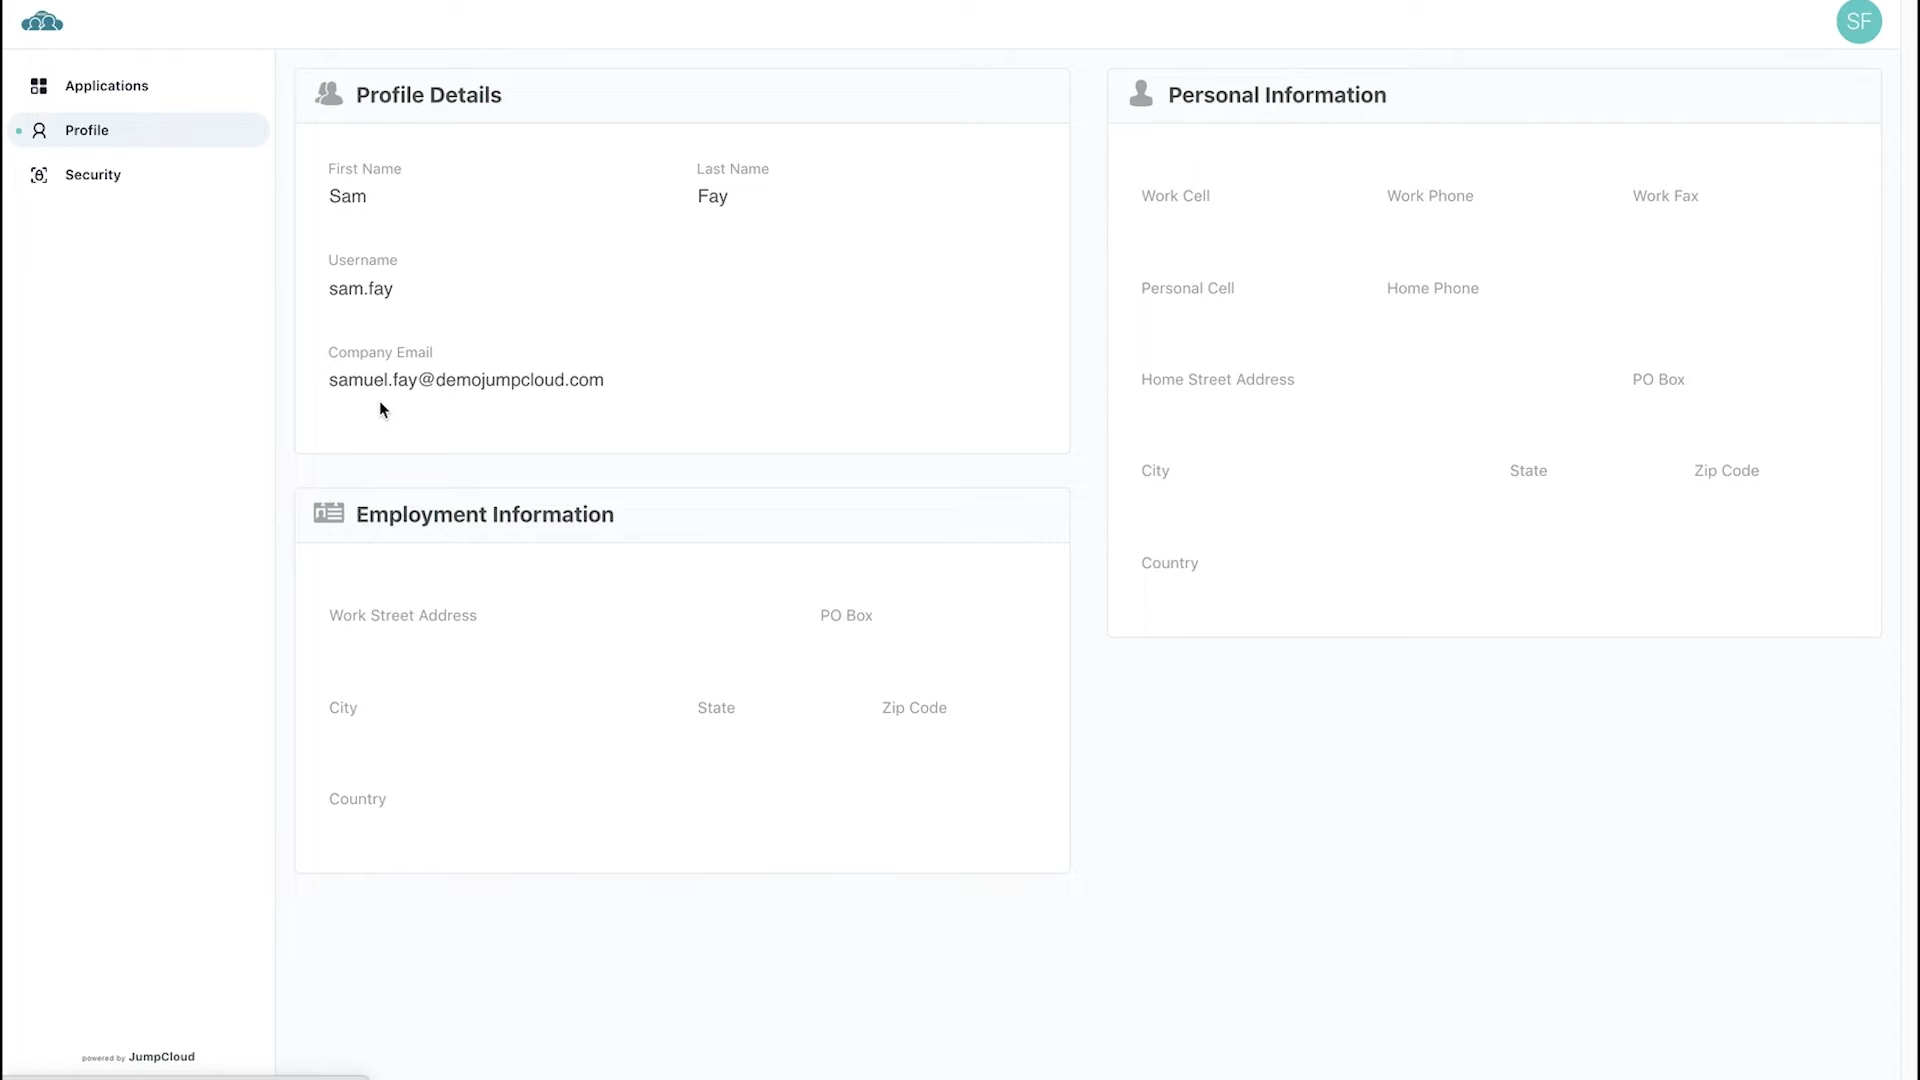 SF
Applications
Profile
Security
Profile Details
First Name
Last Name
Sam
Fay
Username
sam.fay
Company Email
samuel.fay@demojumpcloud.com
Employment Information
Work Street Address
PO Box
City
State
Zip Code
Country
Personal Information
Work Cell
Work Phone
Work Fax
Personal Cell
Home Phone
Home Street Address
PO Box
City
State
Zip Code
Country
powered by JumpCloud